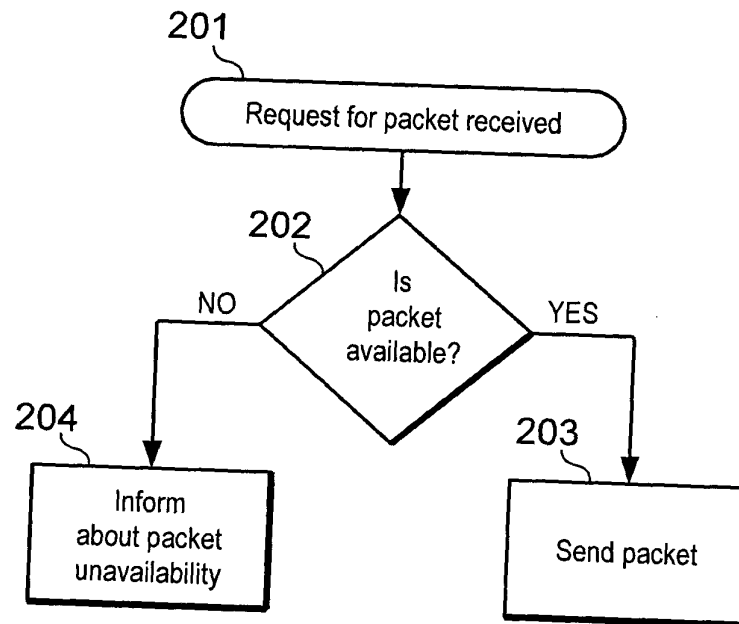 201
Request for packet received
202
Is
packet
available?
NO
YES
204
203
Inform
about packet
unavailability
Send packet